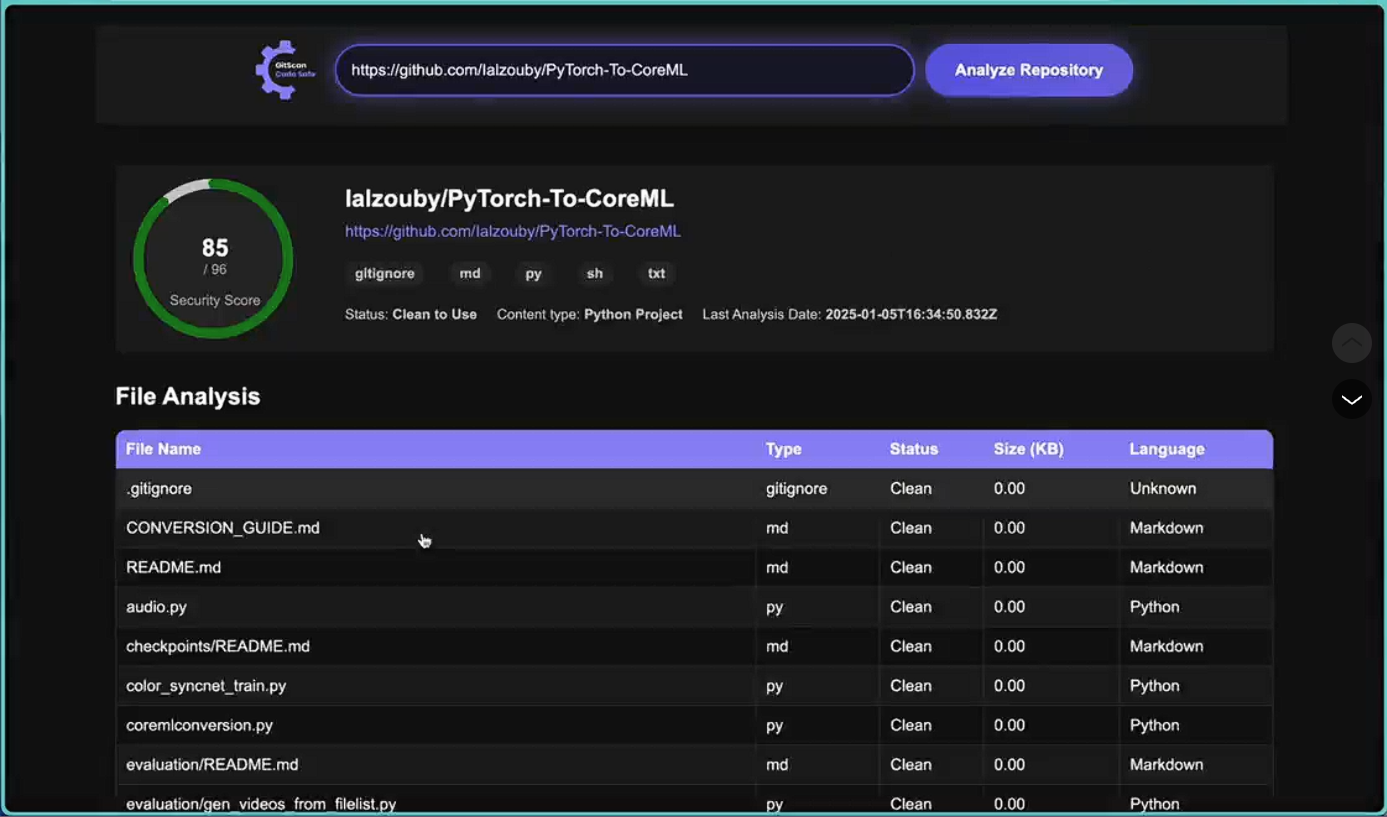 GitScan
Code Safe
https://github.com/Ialzouby/PyTorch-To-CoreML
Analyze Repository
85
/ 96
Security Score
Ialzouby/PyTorch-To-CoreML
https://github.com/Ialzouby/PyTorch-To-CoreML
gitignore md py sh txt
Status: Clean to Use Content type: Python Project Last Analysis Date: 2025-01-05T16:34:50.832Z
File Analysis
File Name Type Status Size (KB) Language
.gitignore gitignore Clean 0.00 Unknown
CONVERSION_GUIDE.md md Clean 0.00 Markdown
README.md md Clean 0.00 Markdown
audio.py py Clean 0.00 Python
checkpoints/README.md md Clean 0.00 Markdown
color_syncnet_train.py py Clean 0.00 Python
coremlconversion.py py Clean 0.00 Python
evaluation/README.md md Clean 0.00 Markdown
evaluation/gen_videos_from_filelist.py py Clean 0.00 Python